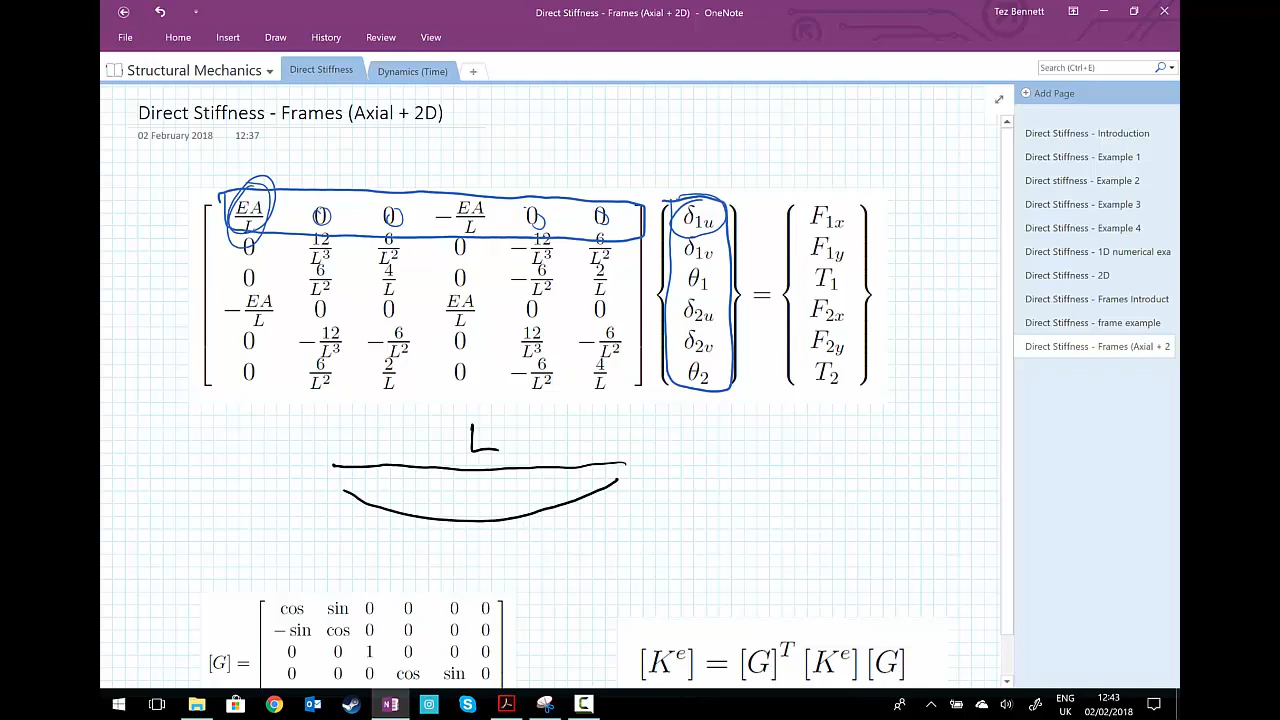 Direct Stiffness - Frames (Axial + 2D) - OneNote
Tez Bennett
File Home Insert Draw History Review View
Structural Mechanics
Direct Stiffness
Dynamics (Time)
+
Search (Ctrl+E)
Add Page
Direct Stiffness - Frames (Axial + 2D)
02 February 2018 12:37
Direct Stiffness - Introduction
Direct Stiffness - Example 1
Direct stiffness - Example 2
Direct Stiffness - Example 3
Direct Stiffness - Example 4
Direct Stiffness - 1D numerical exa
Direct Stiffness - 2D
Direct Stiffness - Frames Introduct
Direct Stiffness - frame example
Direct Stiffness - Frames (Axial + 2
EA/L 0 0 −EA/L 0 0 δ1u F1x
0 12/L³ 6/L² 0 −12/L³ 6/L² δ1v F1y
0 6/L² 4/L 0 −6/L² 2/L θ1 = T1
−EA/L 0 0 EA/L 0 0 δ2u F2x
0 −12/L³ −6/L² 0 12/L³ −6/L² δ2v F2y
0 6/L² 2/L 0 −6/L² 4/L θ2 T2
L
cos sin 0 0 0 0
− sin cos 0 0 0 0
[G] = 0 0 1 0 0 0
0 0 0 cos sin 0
[Kᵉ] = [G]ᵀ [Kᵉ] [G]
ENG
UK
12:43
02/02/2018